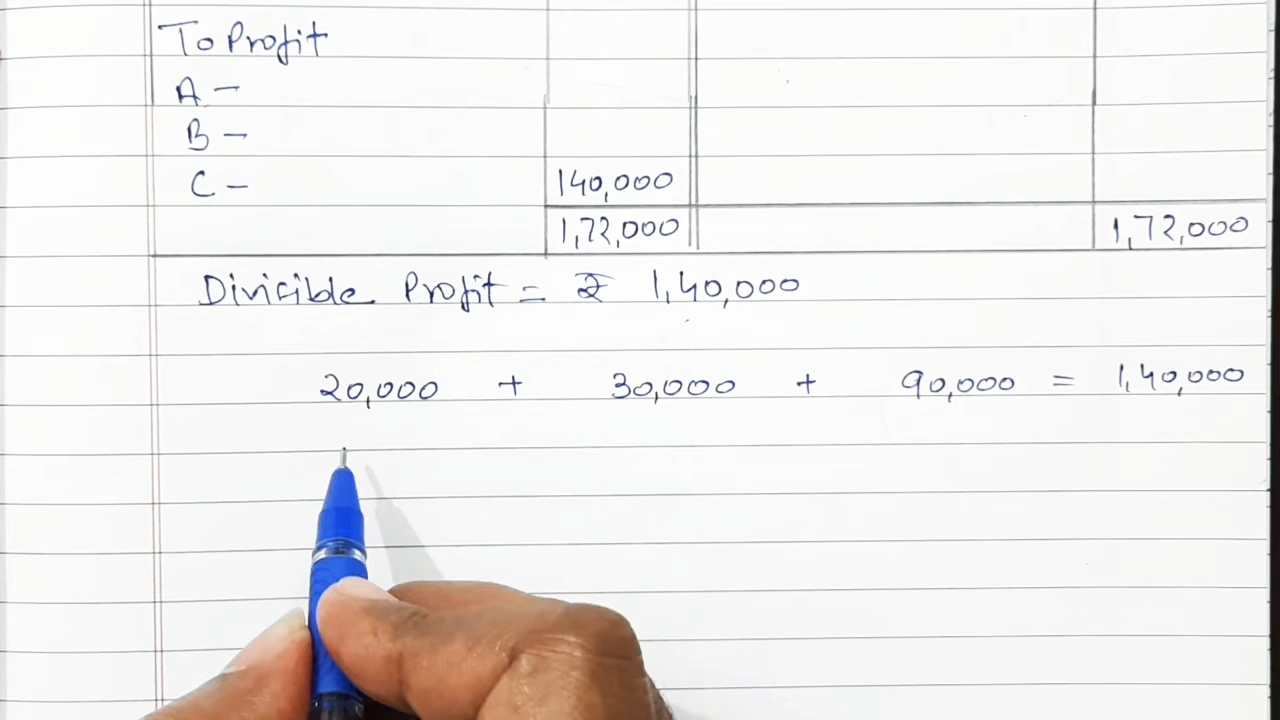 To Profit
A –
B –
C – 140,000
1,72,000 1,72,000
Divisible Profit = ₹ 1,40,000
20,000 + 30,000 + 90,000 = 1,40,000